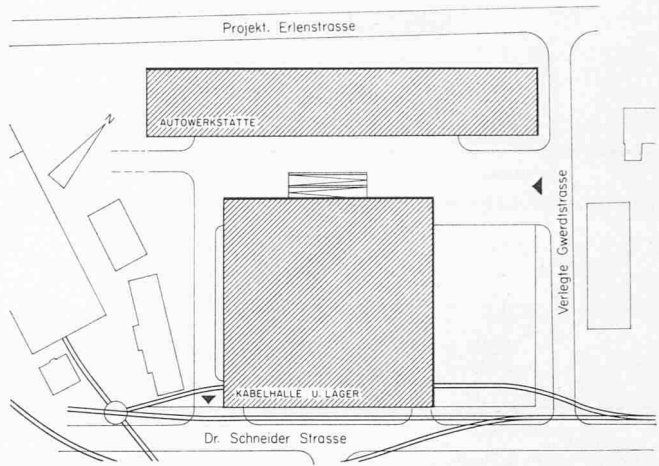 Projekt. Erlenstrasse
AUTOWERKSTÄTTE
N
Verlegte Gwerdtstrasse
KABELHALLE U. LAGER
Dr. Schneider Strasse